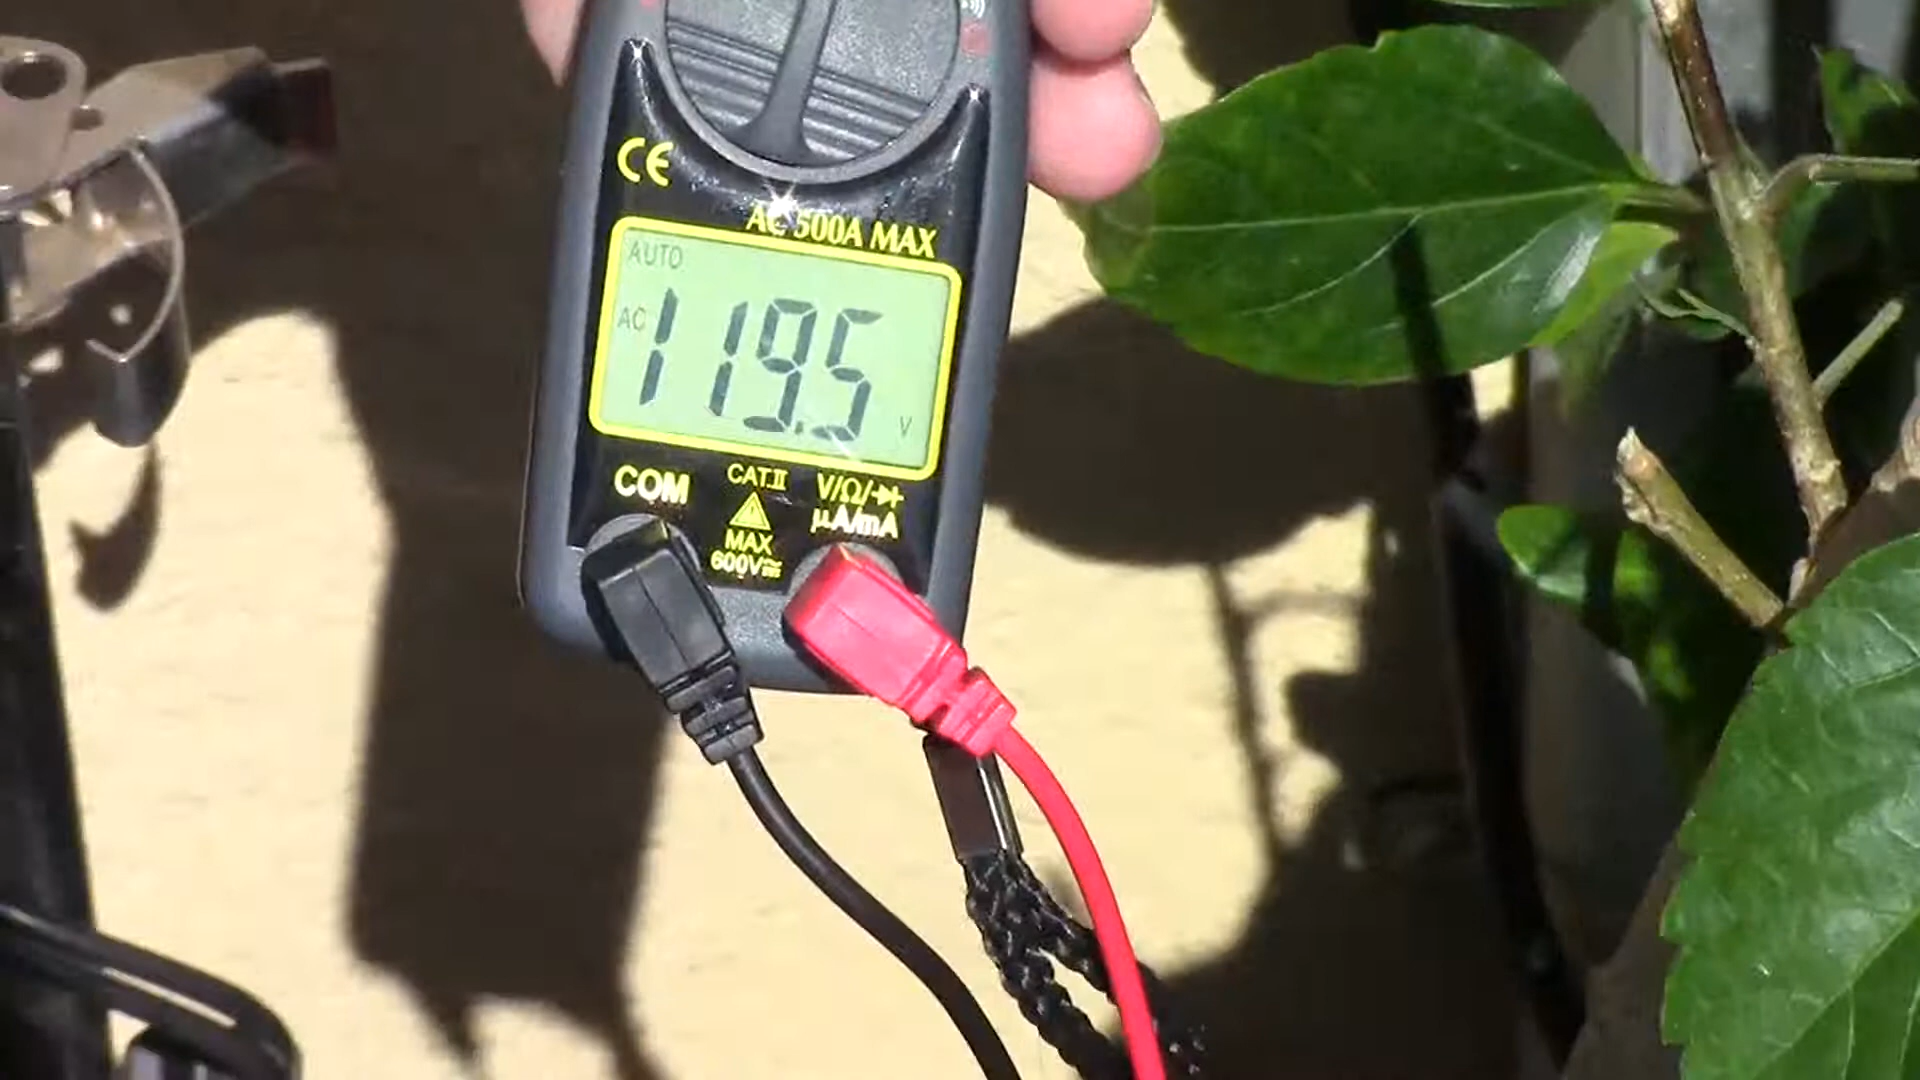 CE
AC 500A MAX
AUTO
AC 119.5 V
COM
CAT.II
V/Ω/
µA/mA
MAX
600V